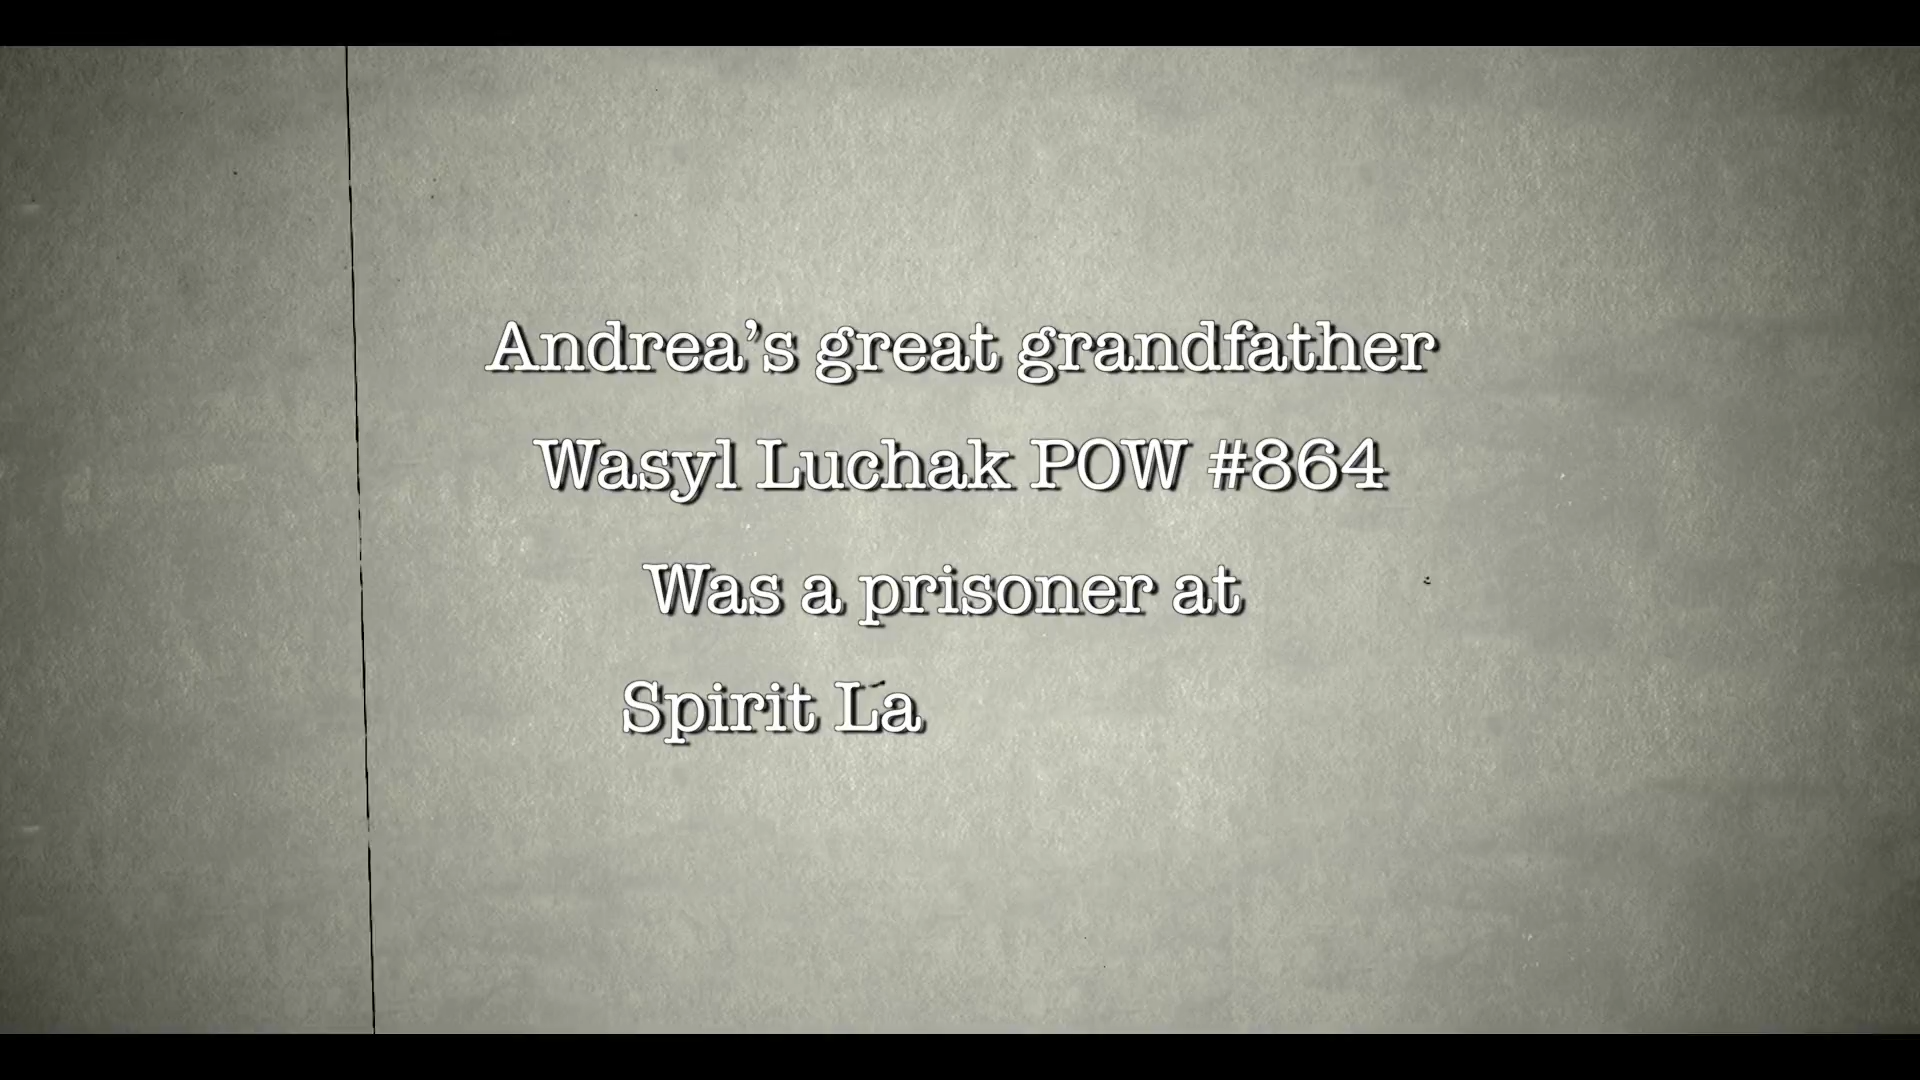 Andrea’s great grandfather
Wasyl Luchak POW #864
Was a prisoner at
Spirit La